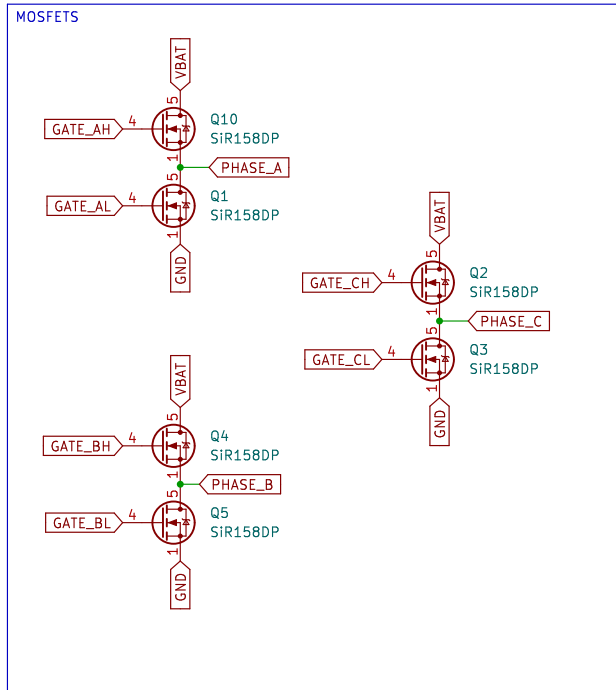 MOSFETS
VBAT
5
GATE_AH
4
Q10
SiR158DP
1
PHASE_A
5
GATE_AL
4
Q1
SiR158DP
1
GND
VBAT
5
GATE_CH
4
Q2
SiR158DP
1
PHASE_C
5
GATE_CL
4
Q3
SiR158DP
1
GND
VBAT
5
GATE_BH
4
Q4
SiR158DP
1
PHASE_B
5
GATE_BL
4
Q5
SiR158DP
1
GND